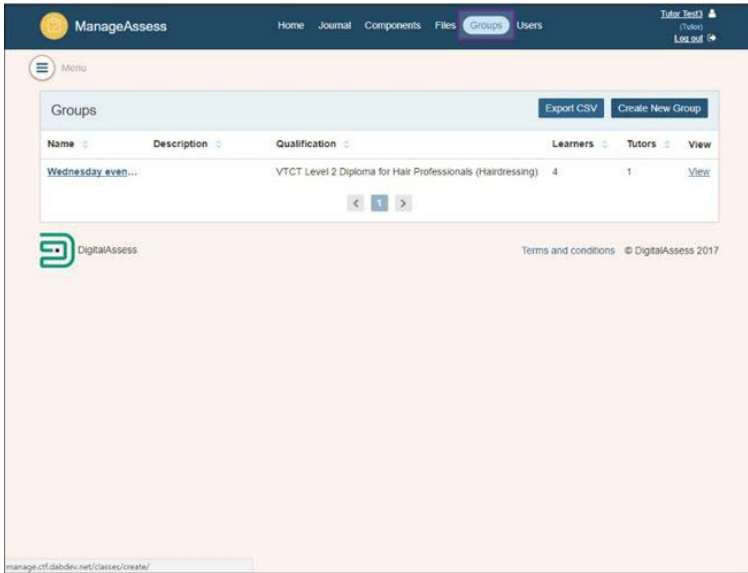 ManageAssess Home Journal Components Files Groups Users Tutor Test3
(Tutor)
Log out
Menu
Groups Export CSV Create New Group
Name Description Qualification Learners Tutors View
Wednesday even... VTCT Level 2 Diploma for Hair Professionals (Hairdressing) 4 1 View
< 1 >
DigitalAssess Terms and conditions © DigitalAssess 2017
manage.ctf.dabdev.net/classes/create/